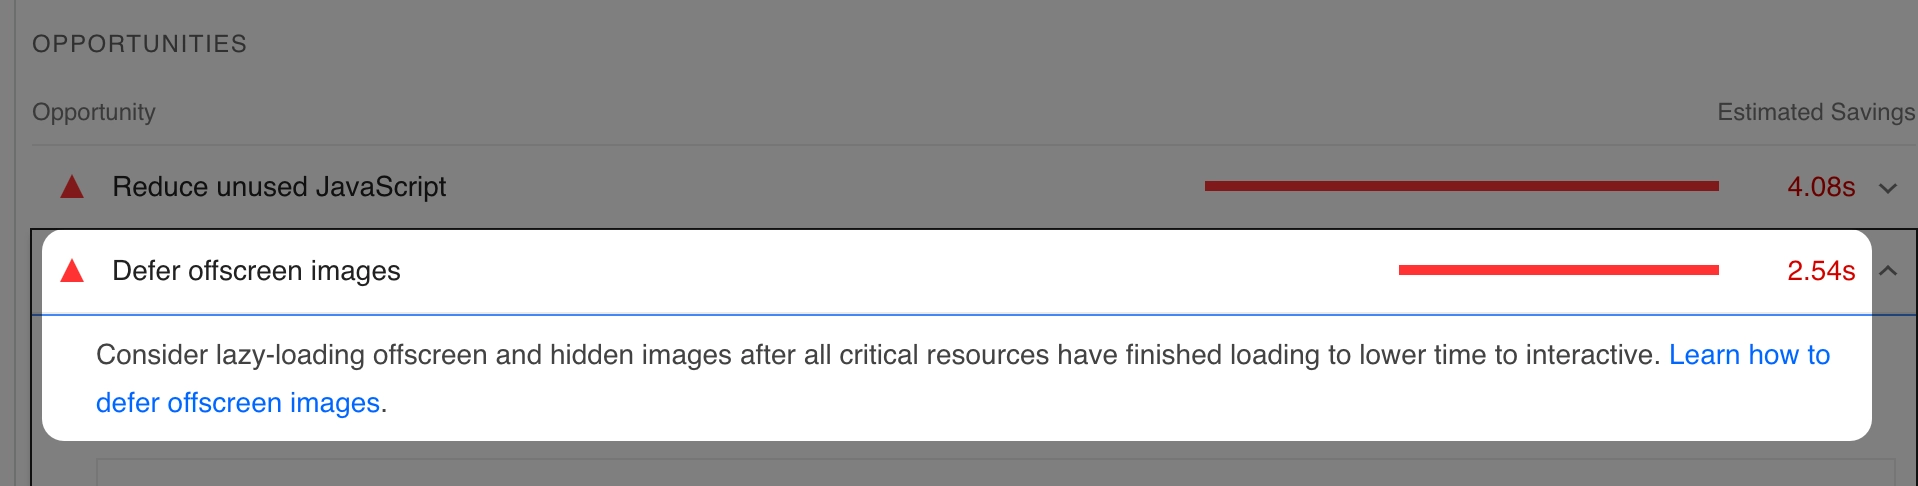 OPPORTUNITIES
Opportunity Estimated Savings
Reduce unused JavaScript 4.08s
Defer offscreen images 2.54s
Consider lazy-loading offscreen and hidden images after all critical resources have finished loading to lower time to interactive. Learn how to
defer offscreen images.